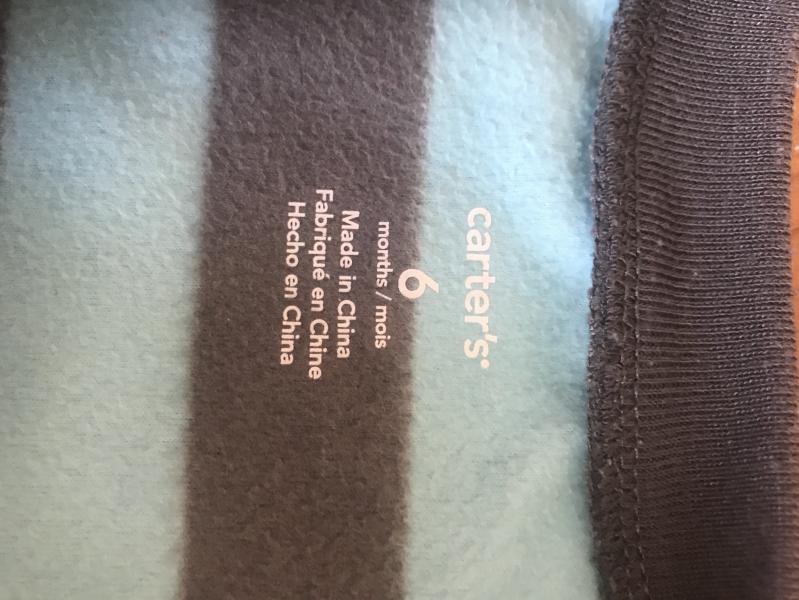 carter's
6
months / mois
Made in China
Fabriqué en Chine
Hecho en China